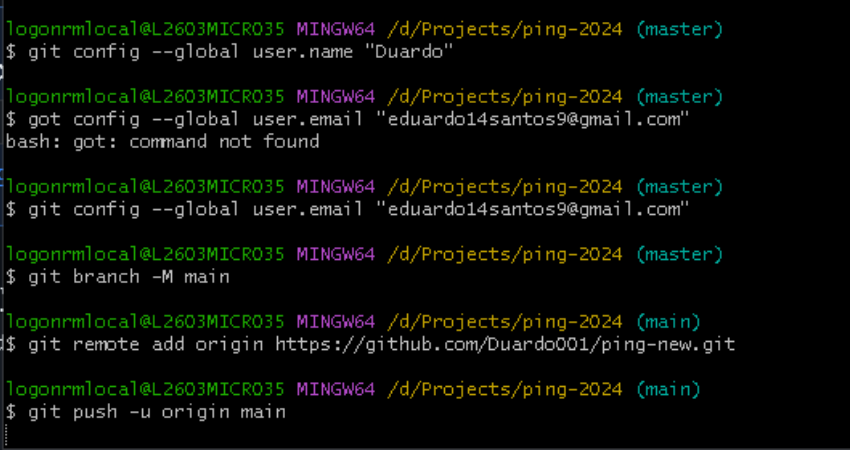 logonrmlocal@L2603MICRO35 MINGW64 /d/Projects/ping-2024 (master)
$ git config --global user.name "Duardo"
logonrmlocal@L2603MICRO35 MINGW64 /d/Projects/ping-2024 (master)
$ got config --global user.email "eduardo14santos9@gmail.com"
bash: got: command not found
logonrmlocal@L2603MICRO35 MINGW64 /d/Projects/ping-2024 (master)
$ git config --global user.email "eduardo14santos9@gmail.com"
logonrmlocal@L2603MICRO35 MINGW64 /d/Projects/ping-2024 (master)
$ git branch -M main
logonrmlocal@L2603MICRO35 MINGW64 /d/Projects/ping-2024 (main)
$ git remote add origin https://github.com/Duardo001/ping-new.git
logonrmlocal@L2603MICRO35 MINGW64 /d/Projects/ping-2024 (main)
$ git push -u origin main